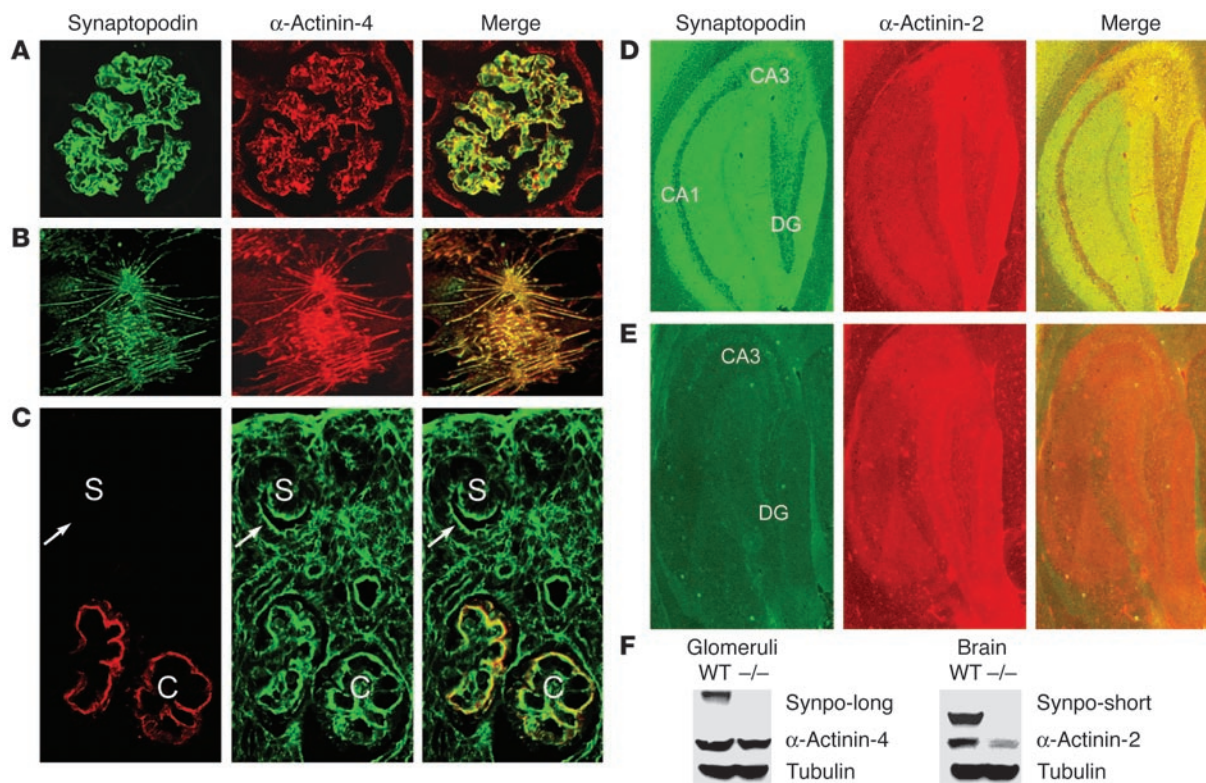 Synaptopodin α-Actinin-4 Merge
A
B
C
S S S
C C C
Synaptopodin α-Actinin-2 Merge
D
CA3
CA1
DG
E
CA3
DG
F
Glomeruli
WT –/–
Synpo-long
α-Actinin-4
Tubulin
Brain
WT –/–
Synpo-short
α-Actinin-2
Tubulin